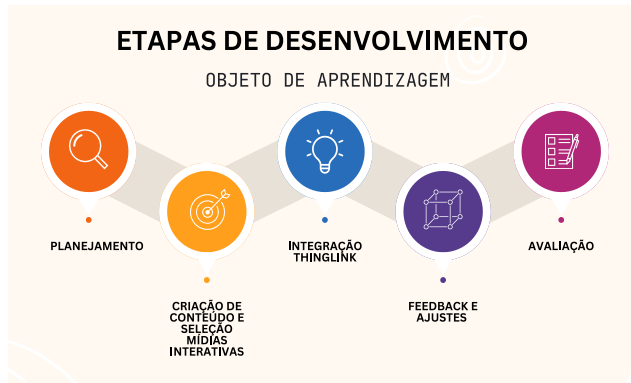 ETAPAS DE DESENVOLVIMENTO
OBJETO DE APRENDIZAGEM
PLANEJAMENTO
CRIAÇÃO DE
CONTEÚDO E
SELEÇÃO
MÍDIAS
INTERATIVAS
INTEGRAÇÃO
THINGLINK
FEEDBACK E
AJUSTES
AVALIAÇÃO